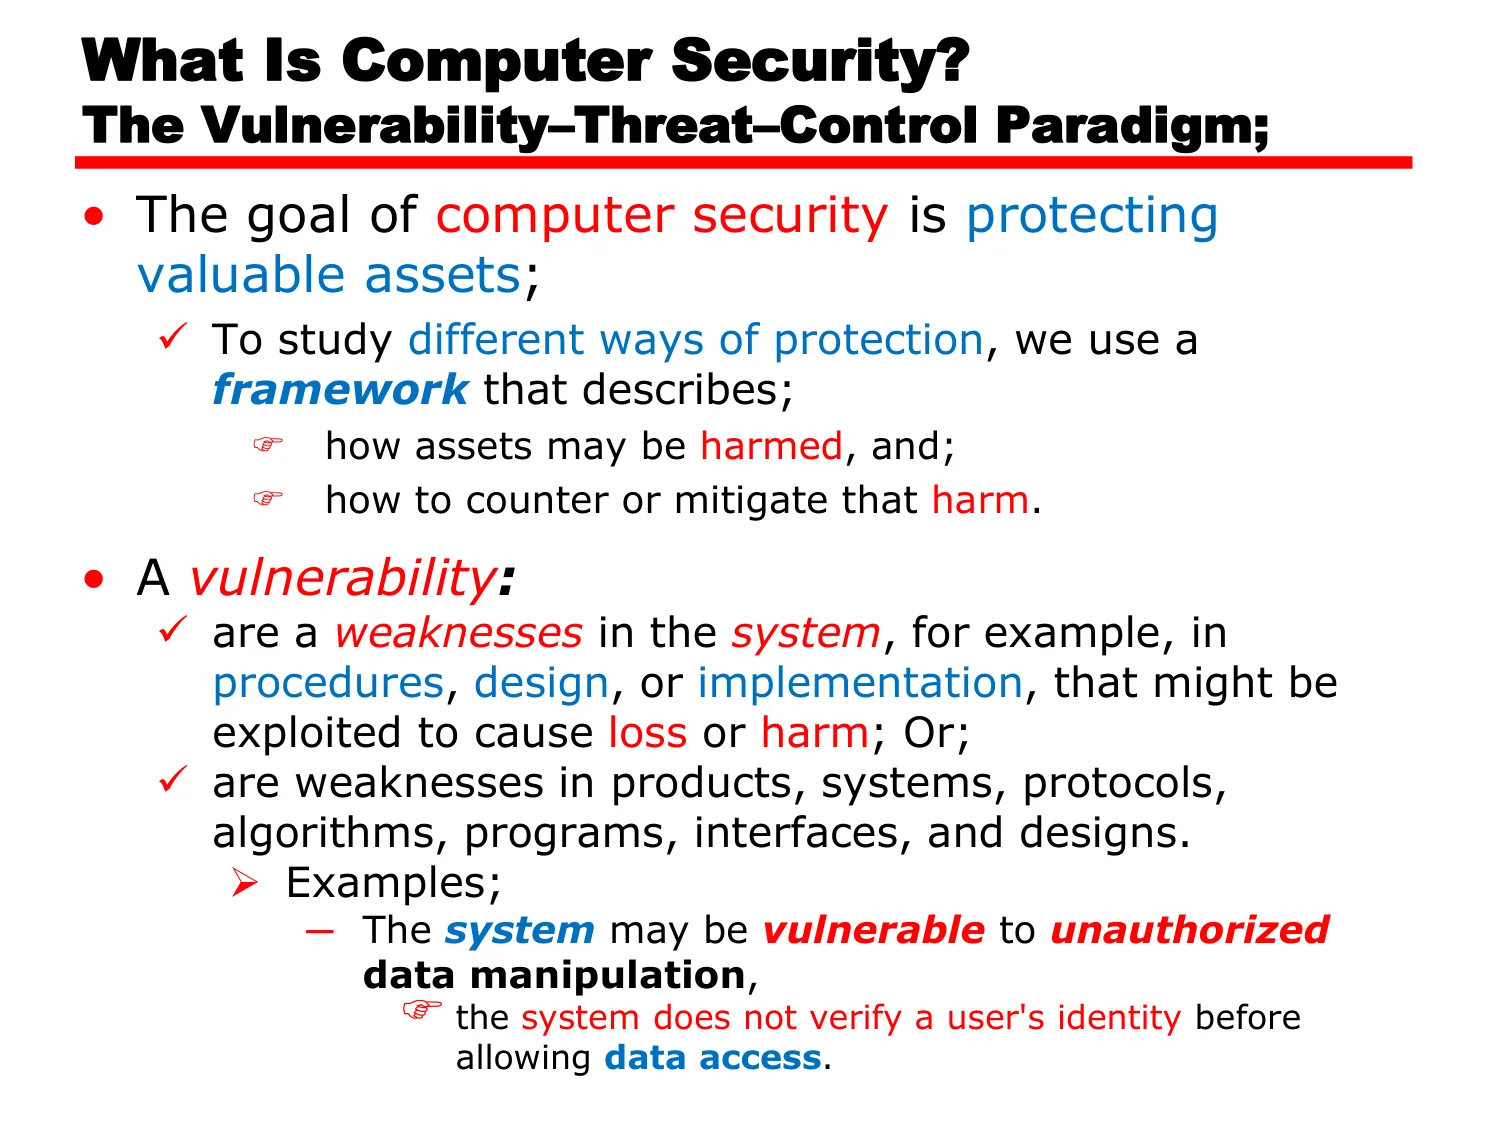 What Is Computer Security?
The Vulnerability–Threat–Control Paradigm;
• The goal of computer security is protecting
valuable assets;
✓ To study different ways of protection, we use a
framework that describes;
☞ how assets may be harmed, and;
☞ how to counter or mitigate that harm.
• A vulnerability:
✓ are a weaknesses in the system, for example, in
procedures, design, or implementation, that might be
exploited to cause loss or harm; Or;
✓ are weaknesses in products, systems, protocols,
algorithms, programs, interfaces, and designs.
➢ Examples;
– The system may be vulnerable to unauthorized
data manipulation,
☞ the system does not verify a user's identity before
allowing data access.